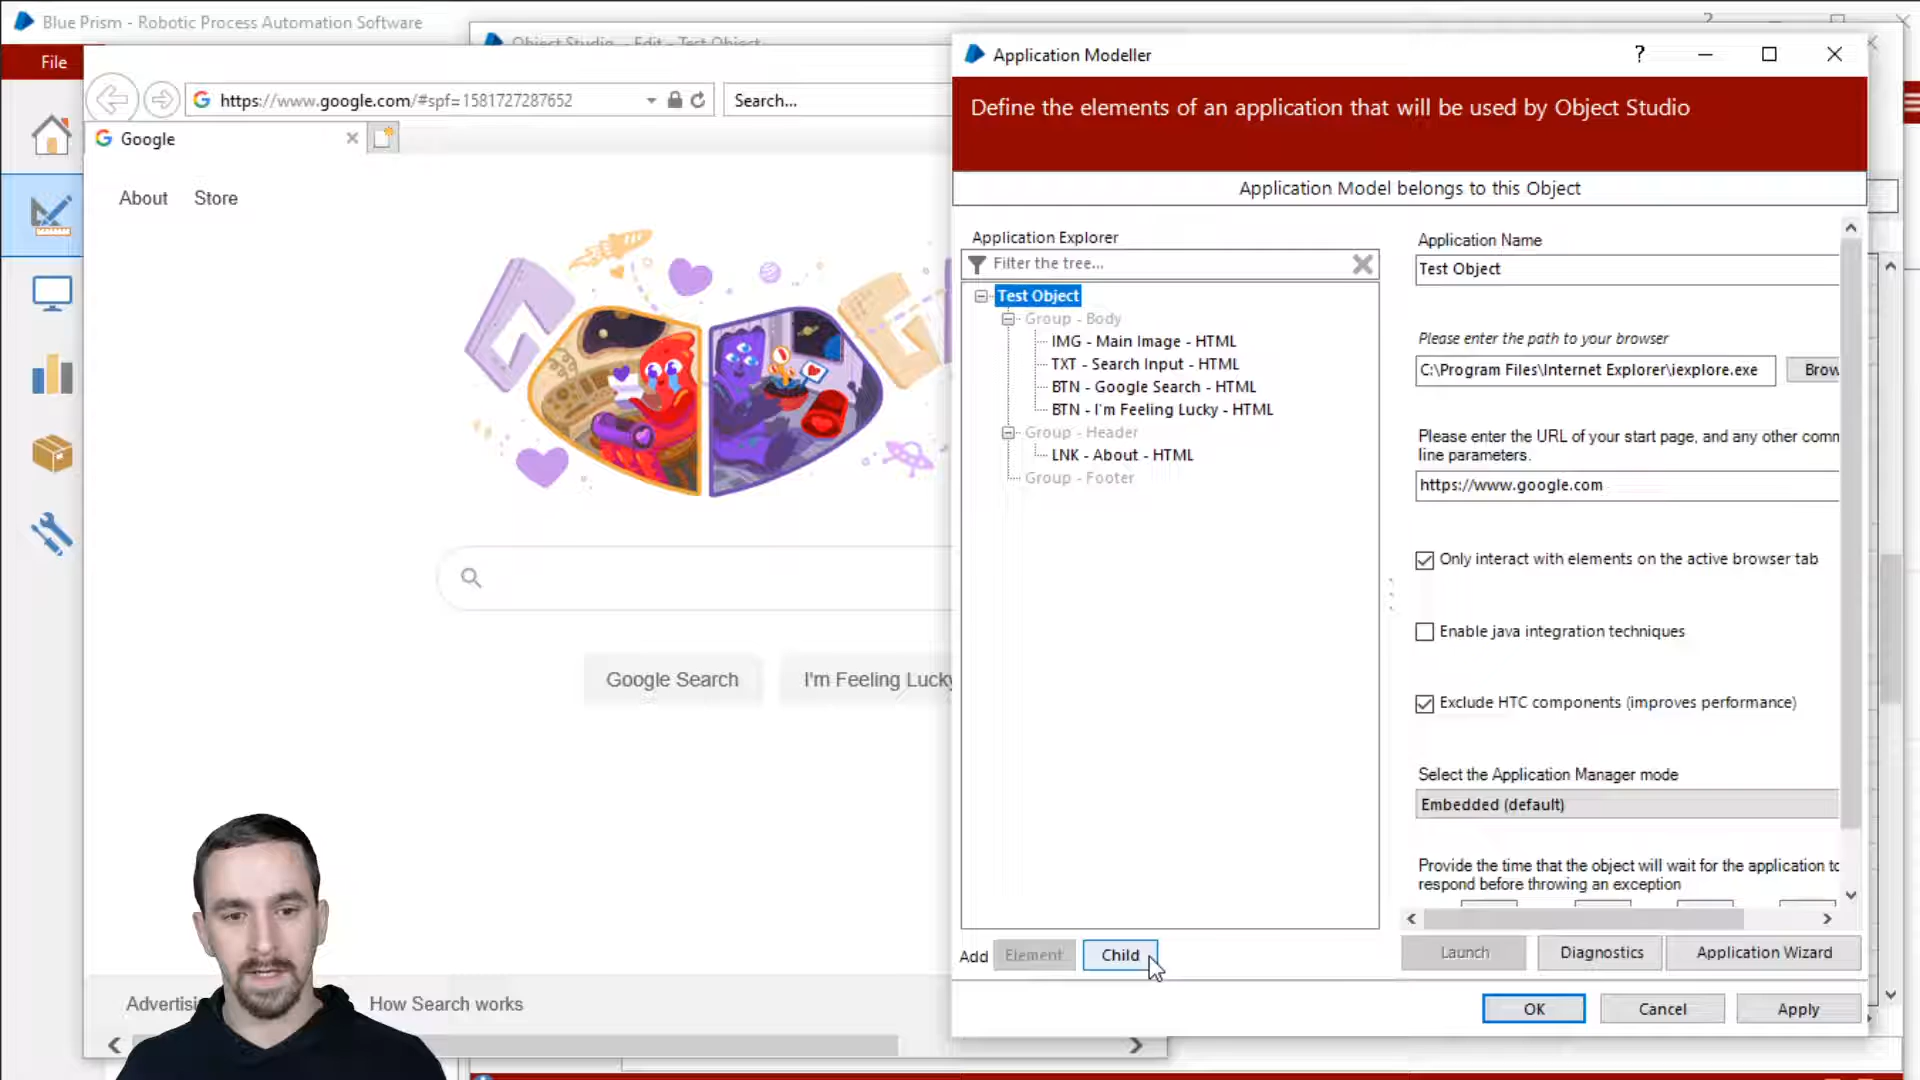 Blue Prism - Robotic Process Automation Software
Object Studio - Edit - Test Object
File
https://www.google.com/#spf=1581727287652
Search...
Google
About
Store
Google Search
I'm Feeling Lucky
Advertisi
How Search works
Application Modeller
?
Define the elements of an application that will be used by Object Studio
Application Model belongs to this Object
Application Explorer
Filter the tree...
Test Object
Group - Body
IMG - Main Image - HTML
TXT - Search Input - HTML
BTN - Google Search - HTML
BTN - I'm Feeling Lucky - HTML
Group - Header
LNK - About - HTML
Group - Footer
Add
Element
Child
Application Name
Test Object
Please enter the path to your browser
C:\Program Files\Internet Explorer\iexplore.exe
Brow
Please enter the URL of your start page, and any other comm
line parameters.
https://www.google.com
Only interact with elements on the active browser tab
Enable java integration techniques
Exclude HTC components (improves performance)
Select the Application Manager mode
Embedded (default)
Provide the time that the object will wait for the application to
respond before throwing an exception
Launch
Diagnostics
Application Wizard
OK
Cancel
Apply